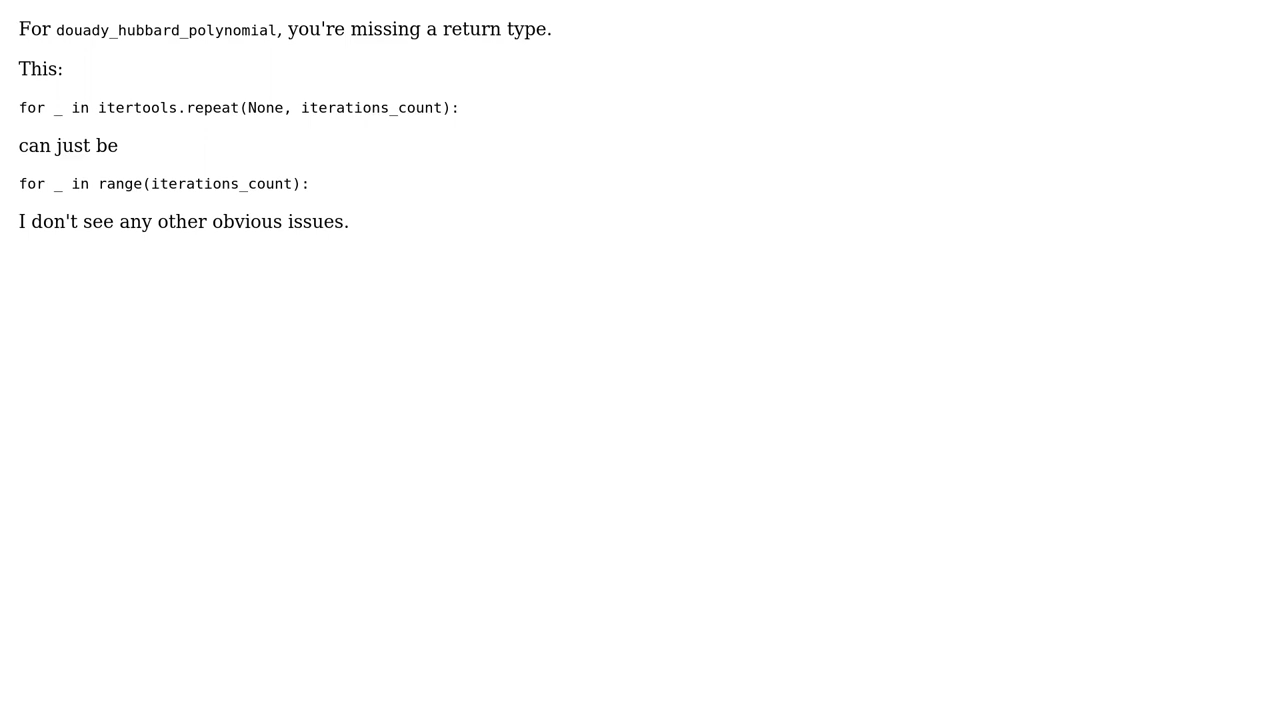 For douady_hubbard_polynomial, you're missing a return type.
This:
for _ in itertools.repeat(None, iterations_count):
can just be
for _ in range(iterations_count):
I don't see any other obvious issues.